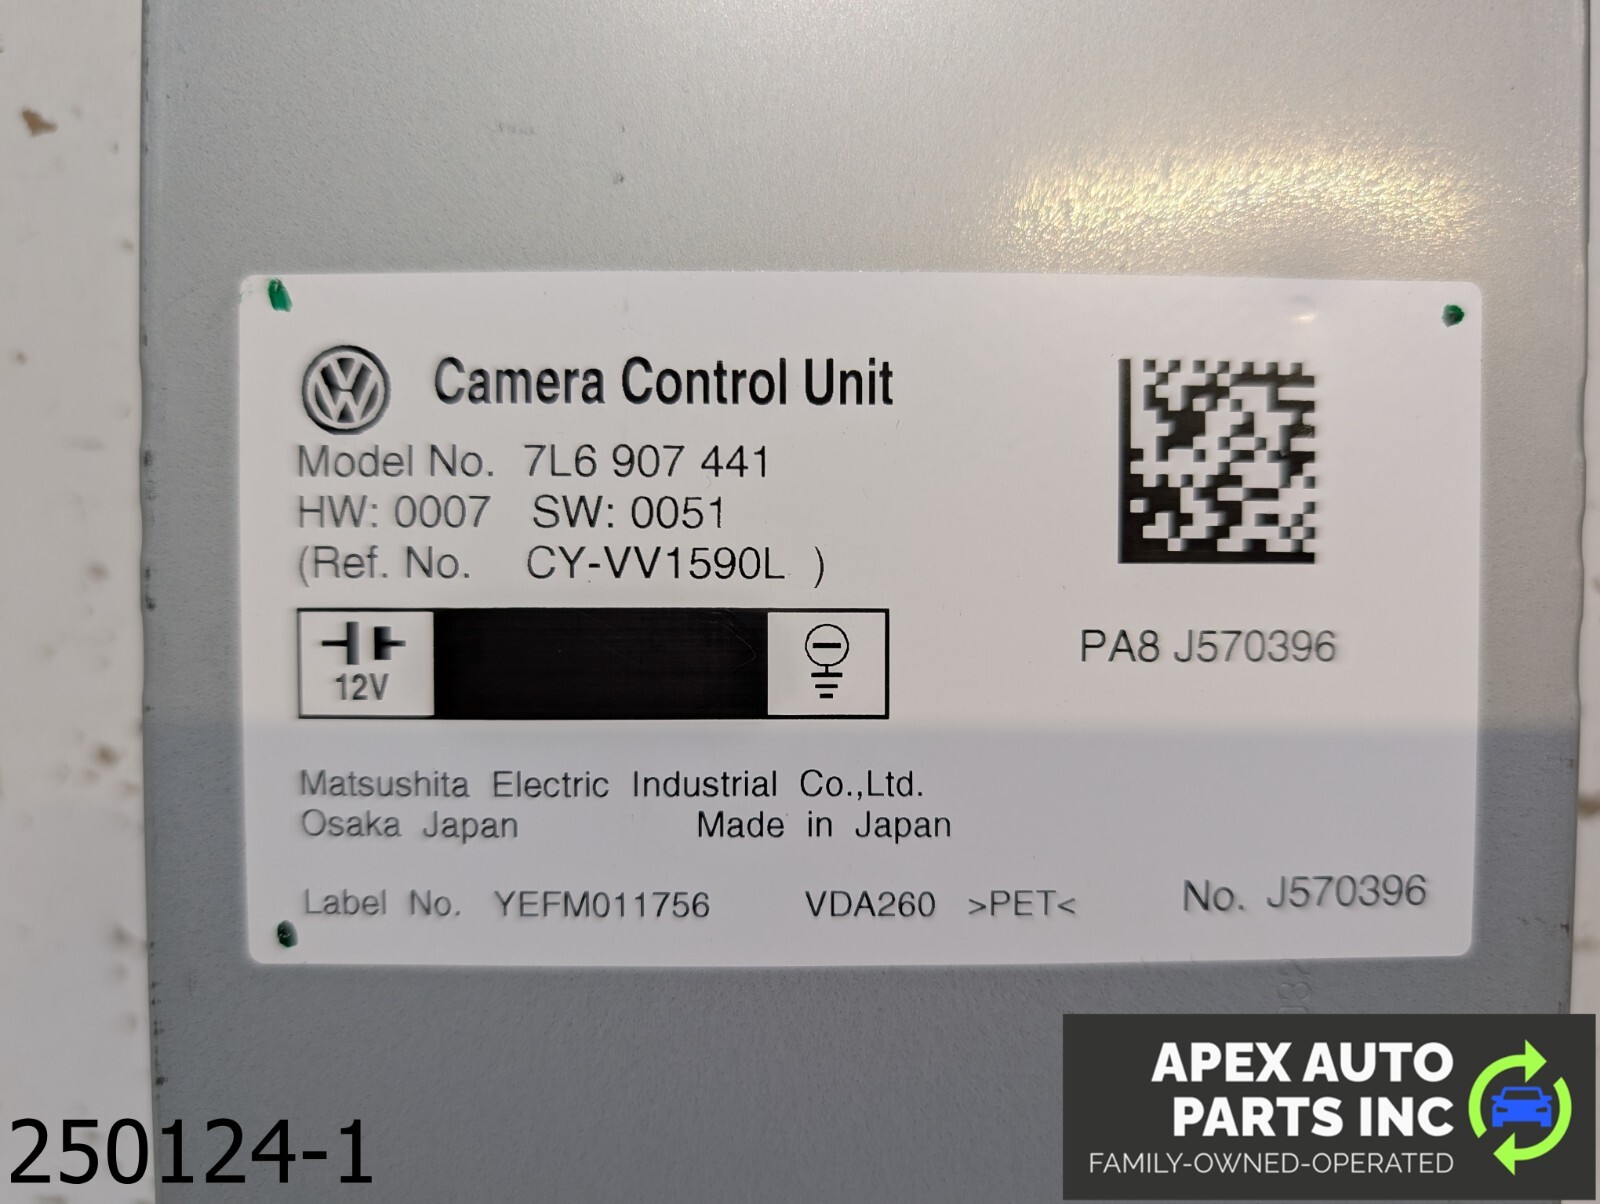 Camera Control Unit
Model No. 7L6 907 441
HW: 0007 SW: 0051
(Ref. No. CY-VV1590L )
12V
PA8 J570396
Matsushita Electric Industrial Co.,Ltd.
Osaka Japan Made in Japan
Label No. YEFM011756 VDA260 >PET< No. J570396
APEX AUTO
PARTS INC
FAMILY-OWNED-OPERATED
250124-1